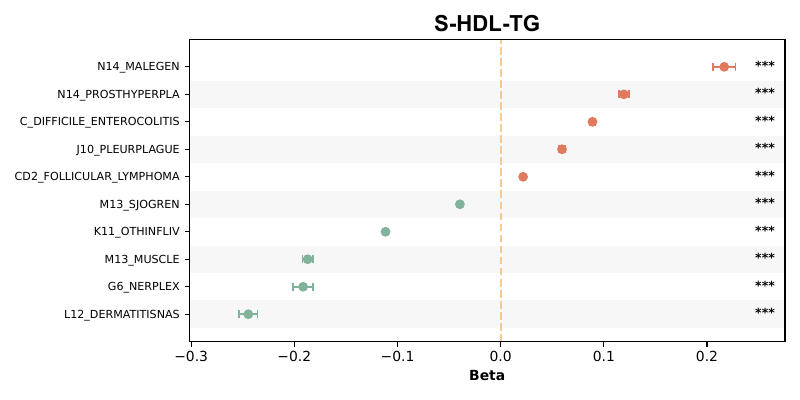 S-HDL-TG
N14_MALEGEN ***
N14_PROSTHYPERPLA ***
C_DIFFICILE_ENTEROCOLITIS ***
J10_PLEURPLAGUE ***
CD2_FOLLICULAR_LYMPHOMA ***
M13_SJOGREN ***
K11_OTHINFLIV ***
M13_MUSCLE ***
G6_NERPLEX ***
L12_DERMATITISNAS ***
−0.3 −0.2 −0.1 0.0 0.1 0.2
Beta